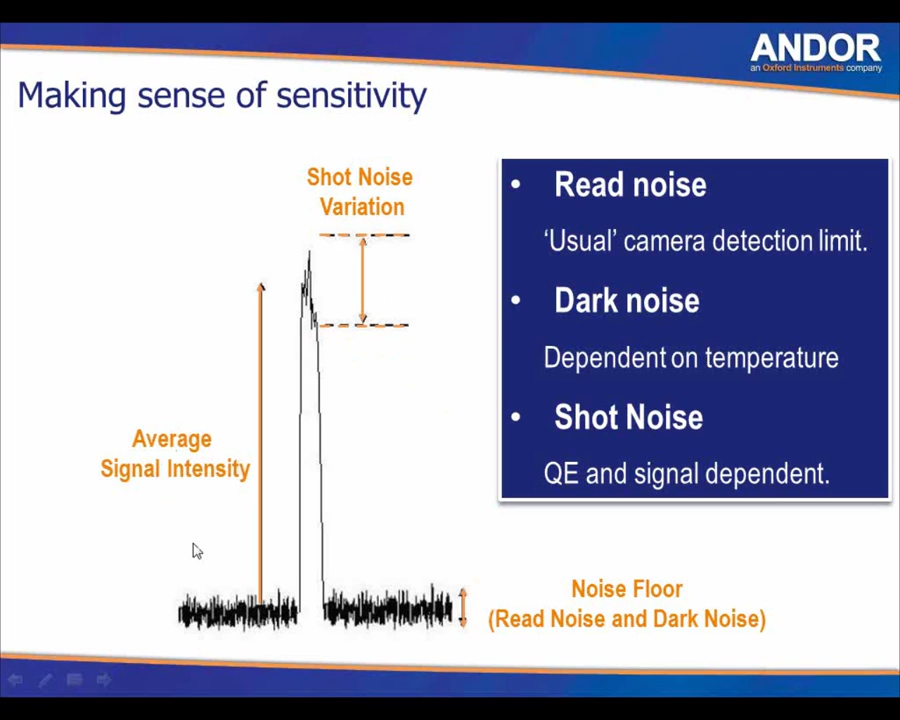 ANDOR
an Oxford Instruments company
Making sense of sensitivity
Shot Noise
Variation
Average
Signal Intensity
Noise Floor
(Read Noise and Dark Noise)
• Read noise
‘Usual’ camera detection limit.
• Dark noise
Dependent on temperature
• Shot Noise
QE and signal dependent.